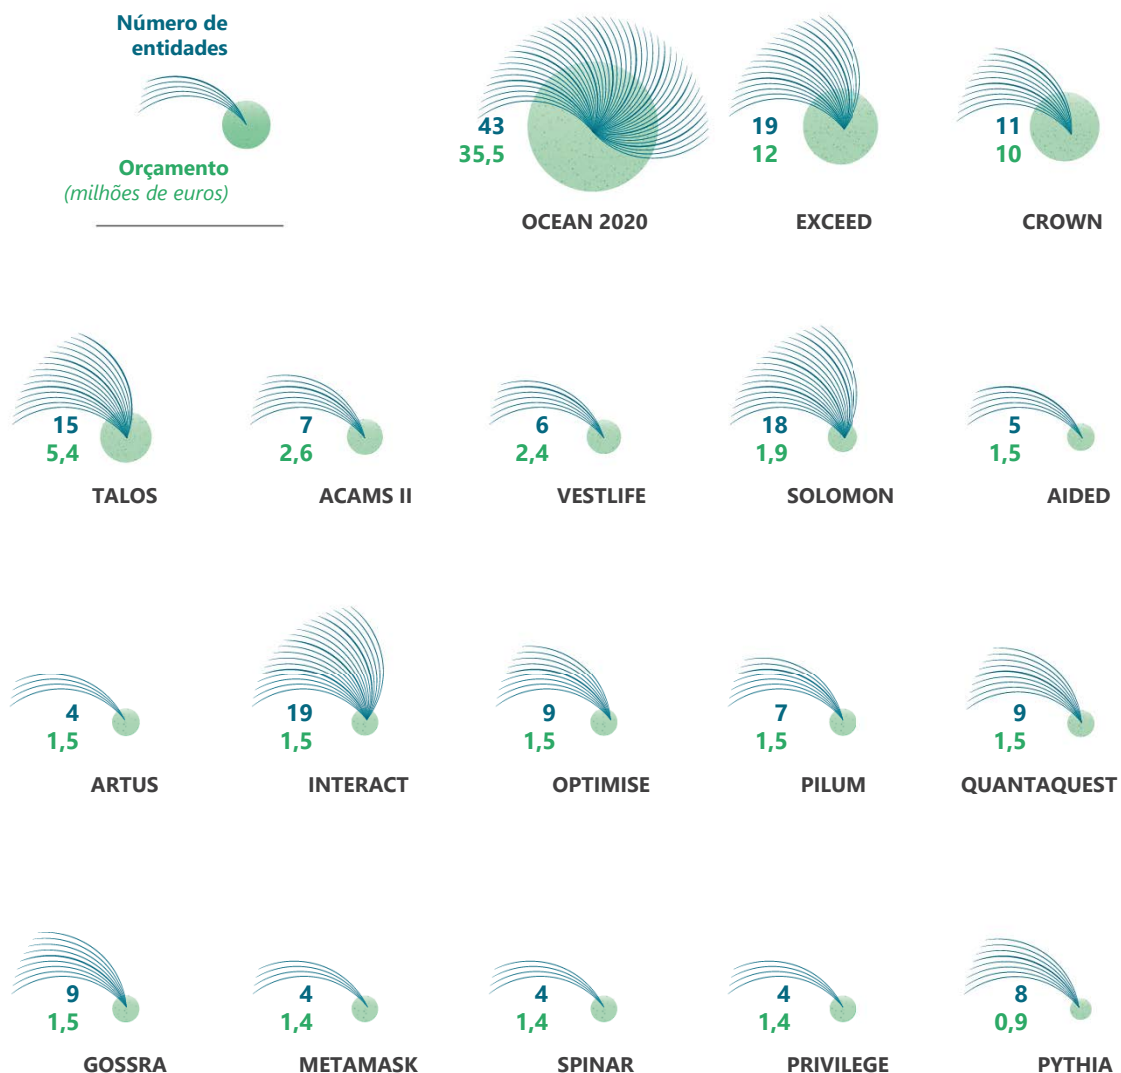 Número de
entidades
Orçamento
(milhões de euros)
43
35,5
OCEAN 2020
19
12
EXCEED
11
10
CROWN
15
5,4
TALOS
7
2,6
ACAMS II
6
2,4
VESTLIFE
18
1,9
SOLOMON
5
1,5
AIDED
4
1,5
ARTUS
19
1,5
INTERACT
9
1,5
OPTIMISE
7
1,5
PILUM
9
1,5
QUANTAQUEST
9
1,5
GOSSRA
4
1,4
METAMASK
4
1,4
SPINAR
4
1,4
PRIVILEGE
8
0,9
PYTHIA